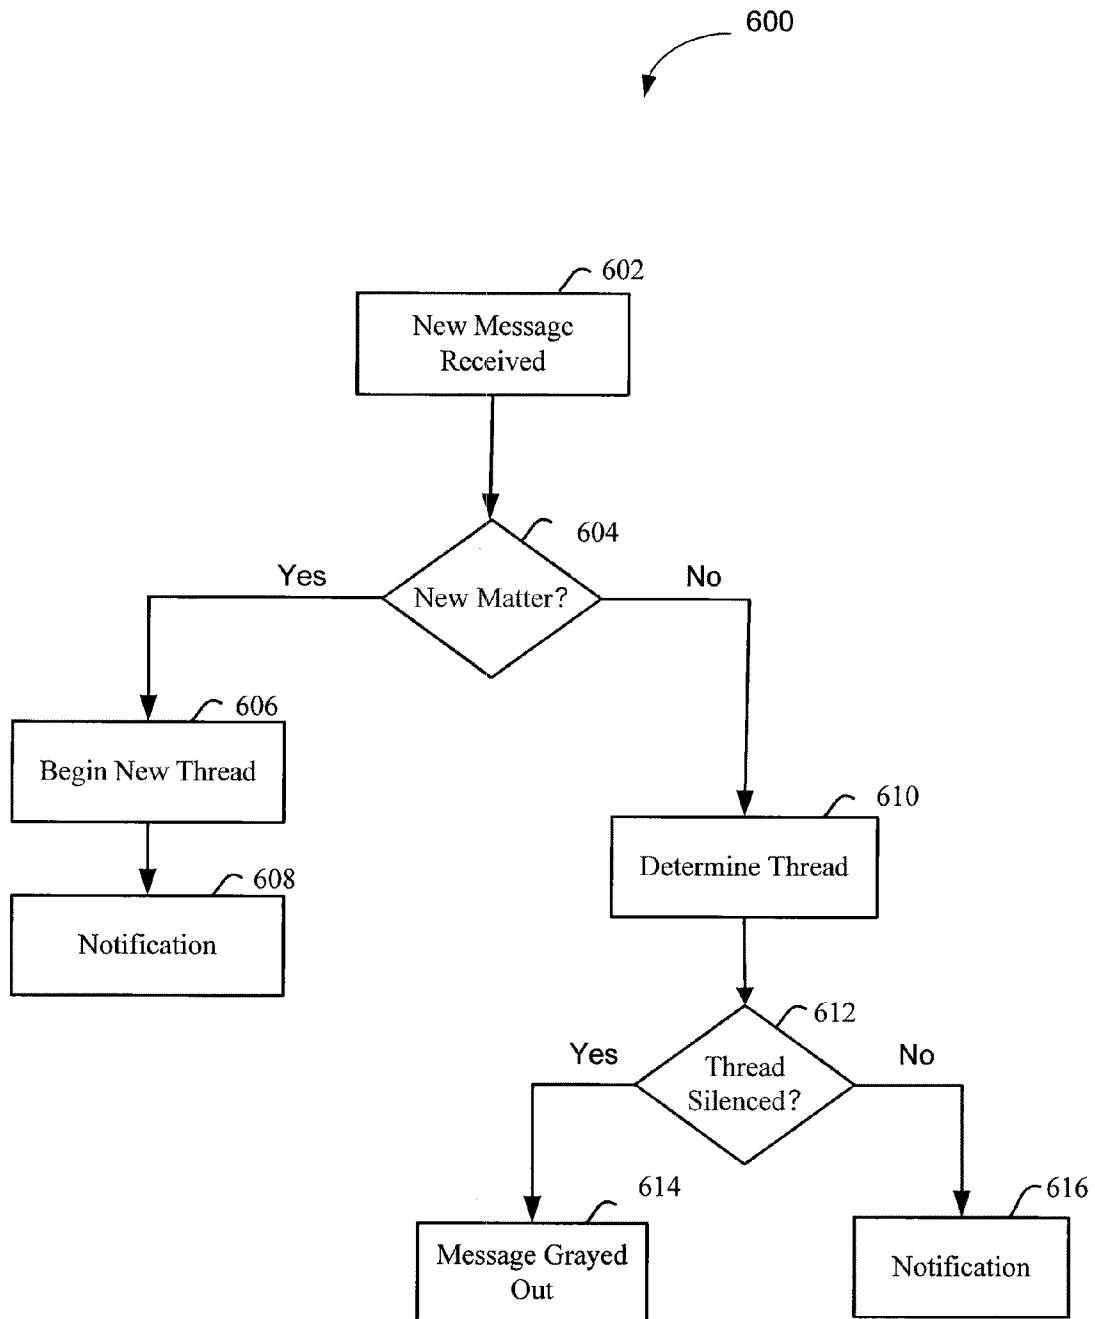 600
602
New Message
Received
604
Yes
New Matter?
No
606
Begin New Thread
608
Notification
610
Determine Thread
612
Yes
Thread
Silenced?
No
614
Message Grayed
Out
616
Notification